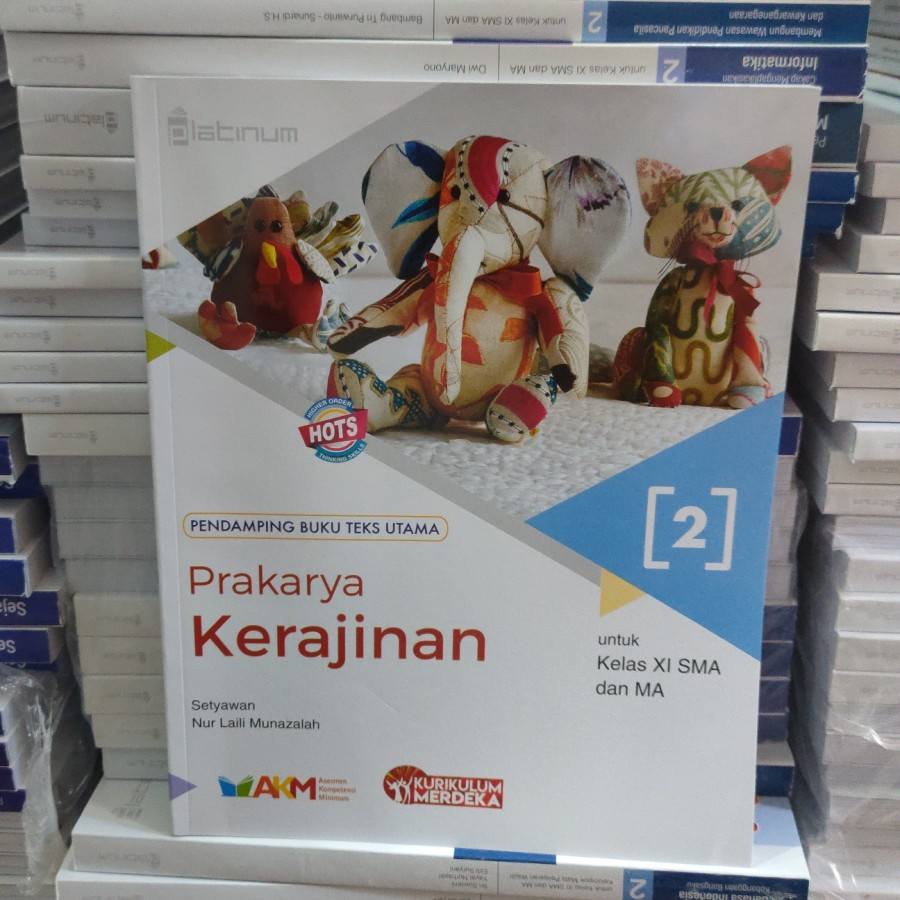 Bambang Tri Purwanto - Sunardi H.S.
untuk Kelas XI SMA dan MA
2
Membangun Wawasan Pendidikan Pancasila
dan Kewarganegaraan
Dwi Maryono
untuk Kelas XI SMA dan MA
2
Cakap Mengaplikasikan
Informatika
Platinum
Platinum
HIGHER ORDER
HOTS
THINKING SKILLS
PENDAMPING BUKU TEKS UTAMA
[2]
Prakarya
Kerajinan
untuk
Kelas XI SMA
dan MA
Setyawan
Nur Laili Munazalah
AKM
Asesmen
Kompetensi
Minimum
KURIKULUM
MERDEKA
2